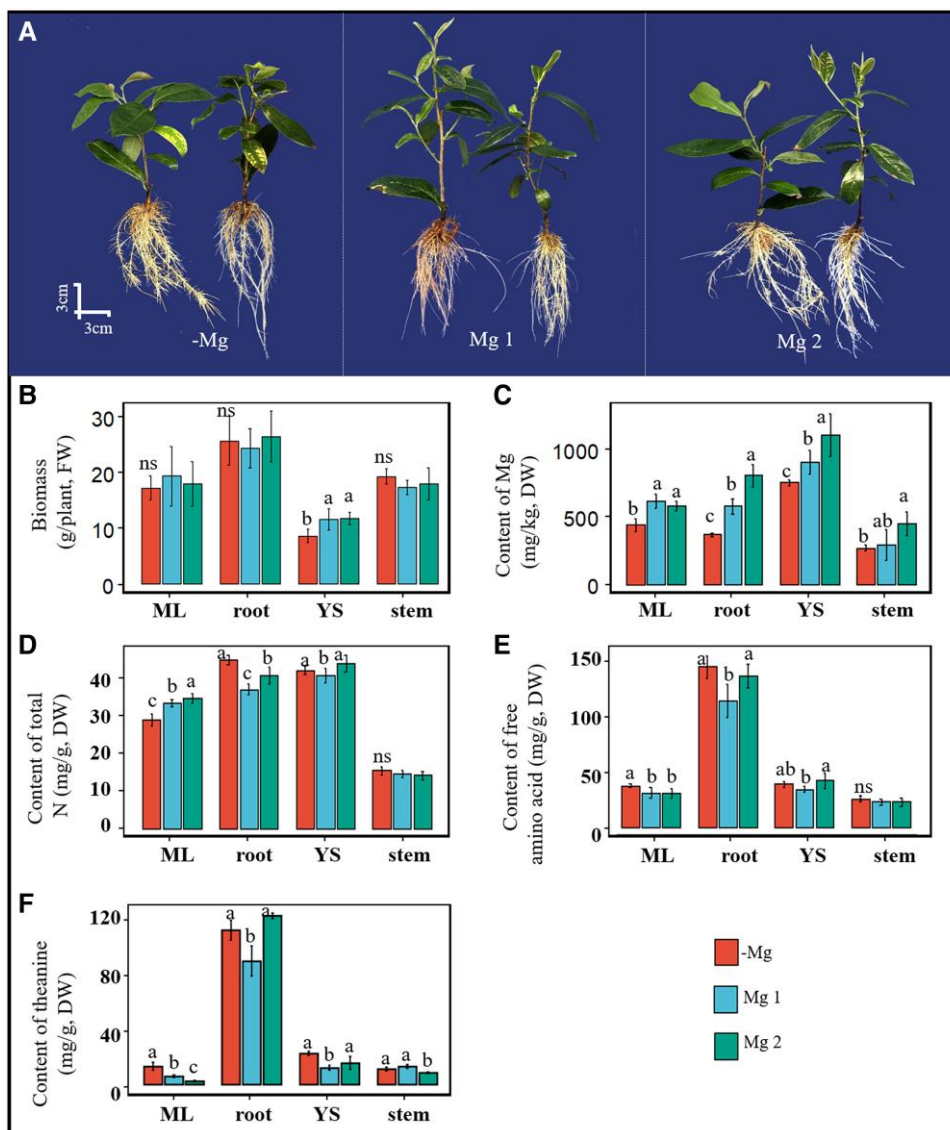 A
3cm
3cm
-Mg
Mg 1
Mg 2
B
Biomass
(g/plant, FW)
30
20
10
0
ns
ns
b
a
a
ns
ML
root
YS
stem
C
Content of Mg
(mg/kg, DW)
1000
500
0
b
a
a
c
b
a
c
b
a
b
ab
a
ML
root
YS
stem
D
Content of total
N (mg/g, DW)
40
30
20
10
0
c
b
a
a
c
b
a
b
a
ns
ML
root
YS
stem
E
Content of free
amino acid (mg/g, DW)
150
100
50
0
a
b
b
a
b
a
ab
b
a
ns
ML
root
YS
stem
F
Content of theanine
(mg/g, DW)
120
80
40
0
a
b
c
a
b
a
a
b
a
a
a
b
ML
root
YS
stem
-Mg
Mg 1
Mg 2